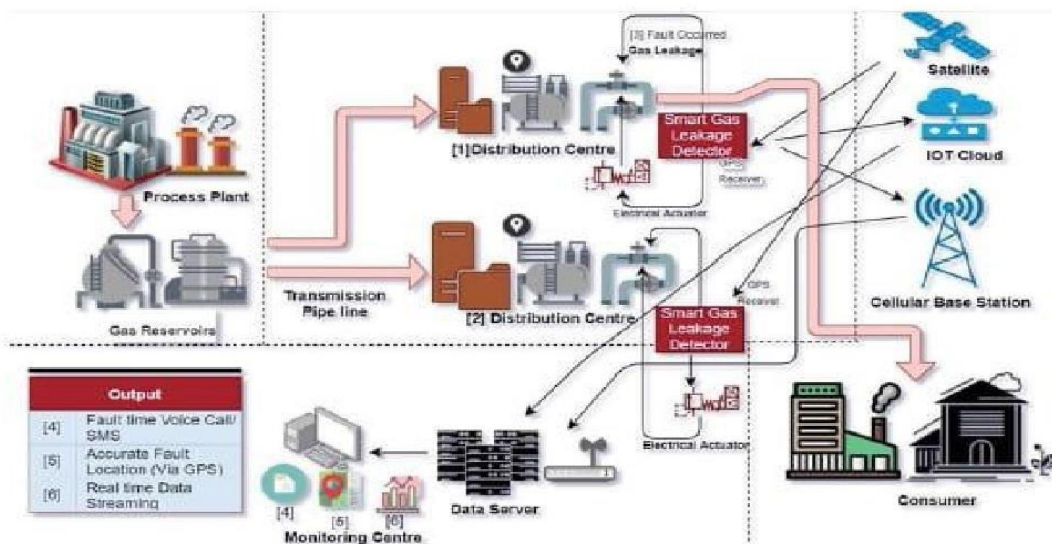 [3] Fault Occurred
Gas Leakage
Satellite
Smart Gas
Leakage
Detector
[1]Distribution Centre
IOT Cloud
GPS
Receiver
Process Plant
Electrical Actuator
Transmission
Pipe line
GPS
Receiver
Cellular Base Station
Gas Reservoirs
[2] Distribution Centre
Smart Gas
Leakage
Detector
Output
[4] Fault time Voice Call/
SMS
[5] Accurate Fault
Location (Via GPS)
[6] Real time Data
Streaming
Electrical Actuator
[4]
[5]
[6]
Data Server
Monitoring Centre
Consumer